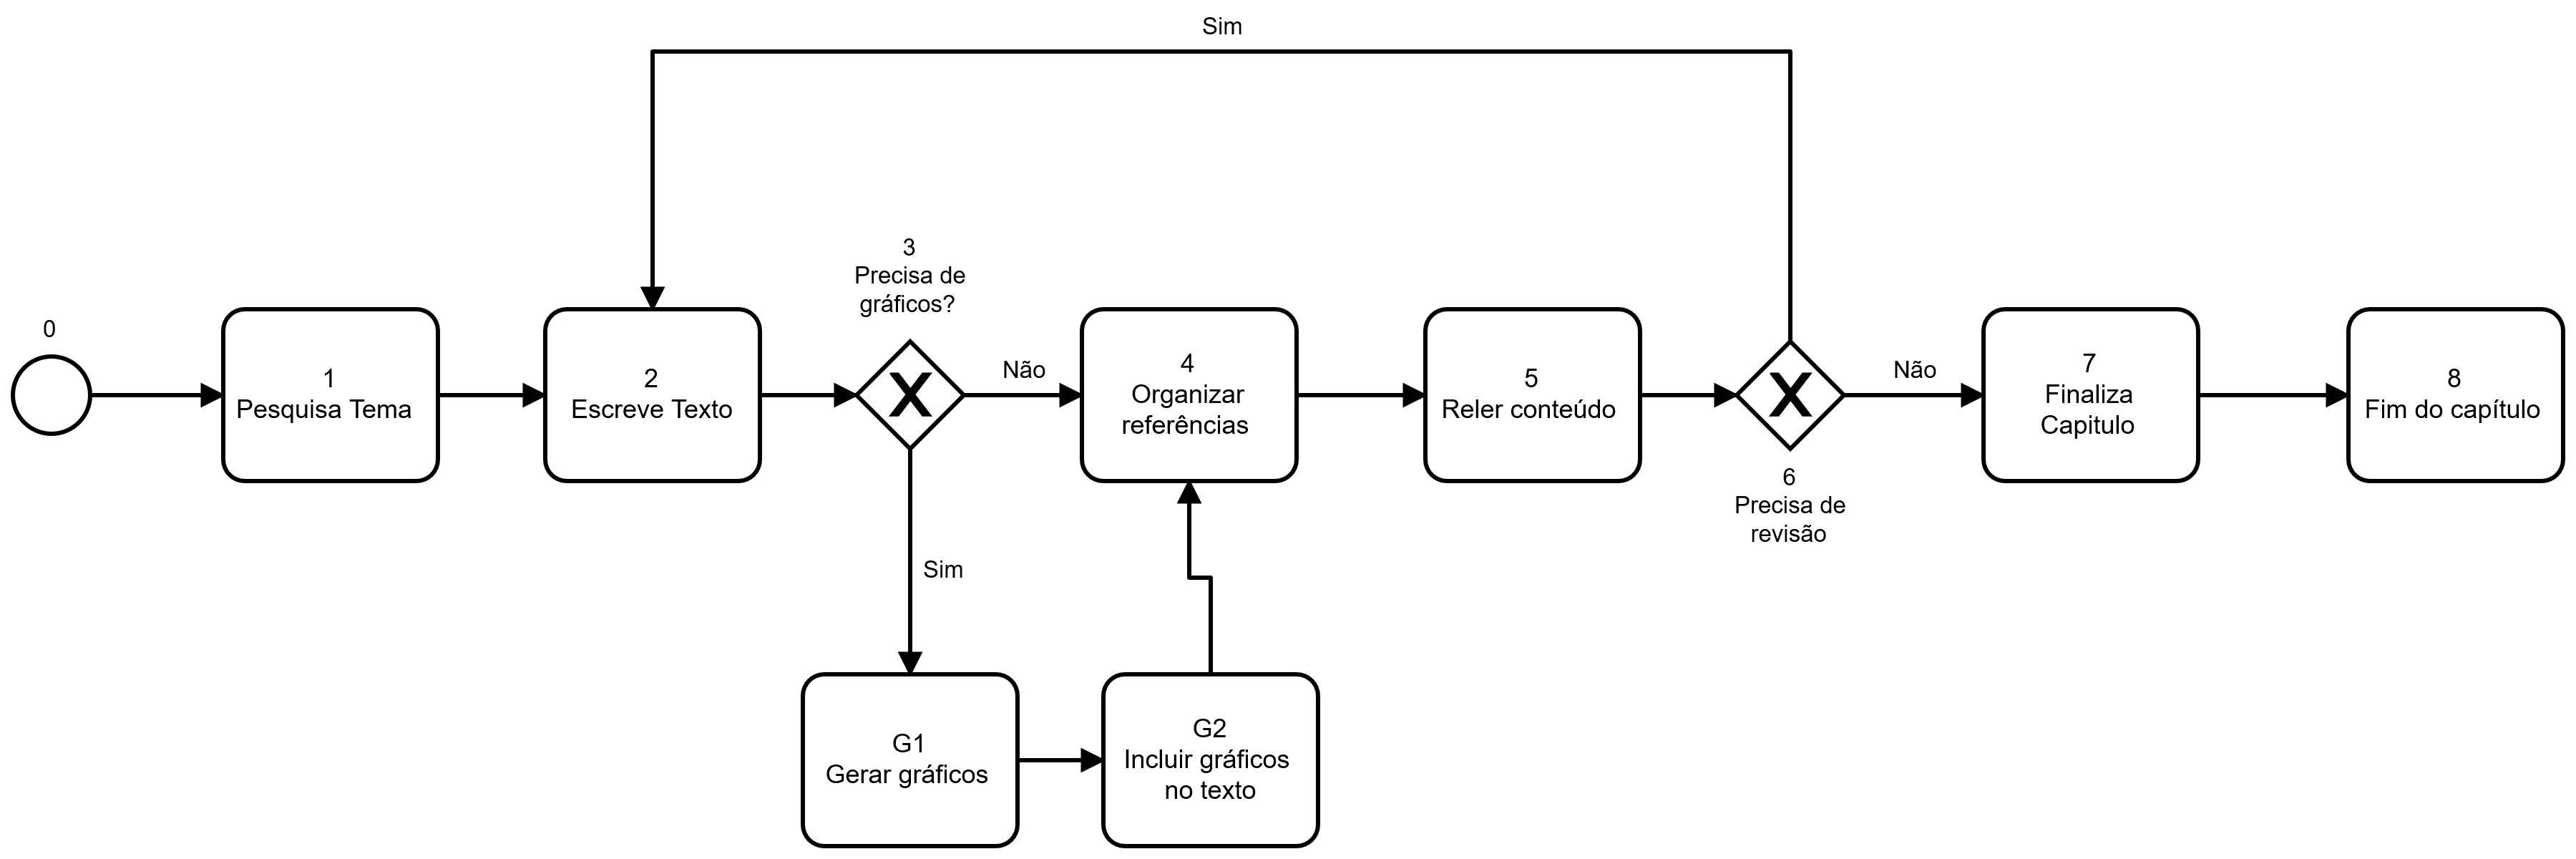 Sim
3
Precisa de
gráficos?
0
1
Pesquisa Tema
2
Escreve Texto
Não
4
Organizar
referências
5
Reler conteúdo
6
Precisa de
revisão
Não
7
Finaliza
Capitulo
8
Fim do capítulo
Sim
G1
Gerar gráficos
G2
Incluir gráficos
no texto